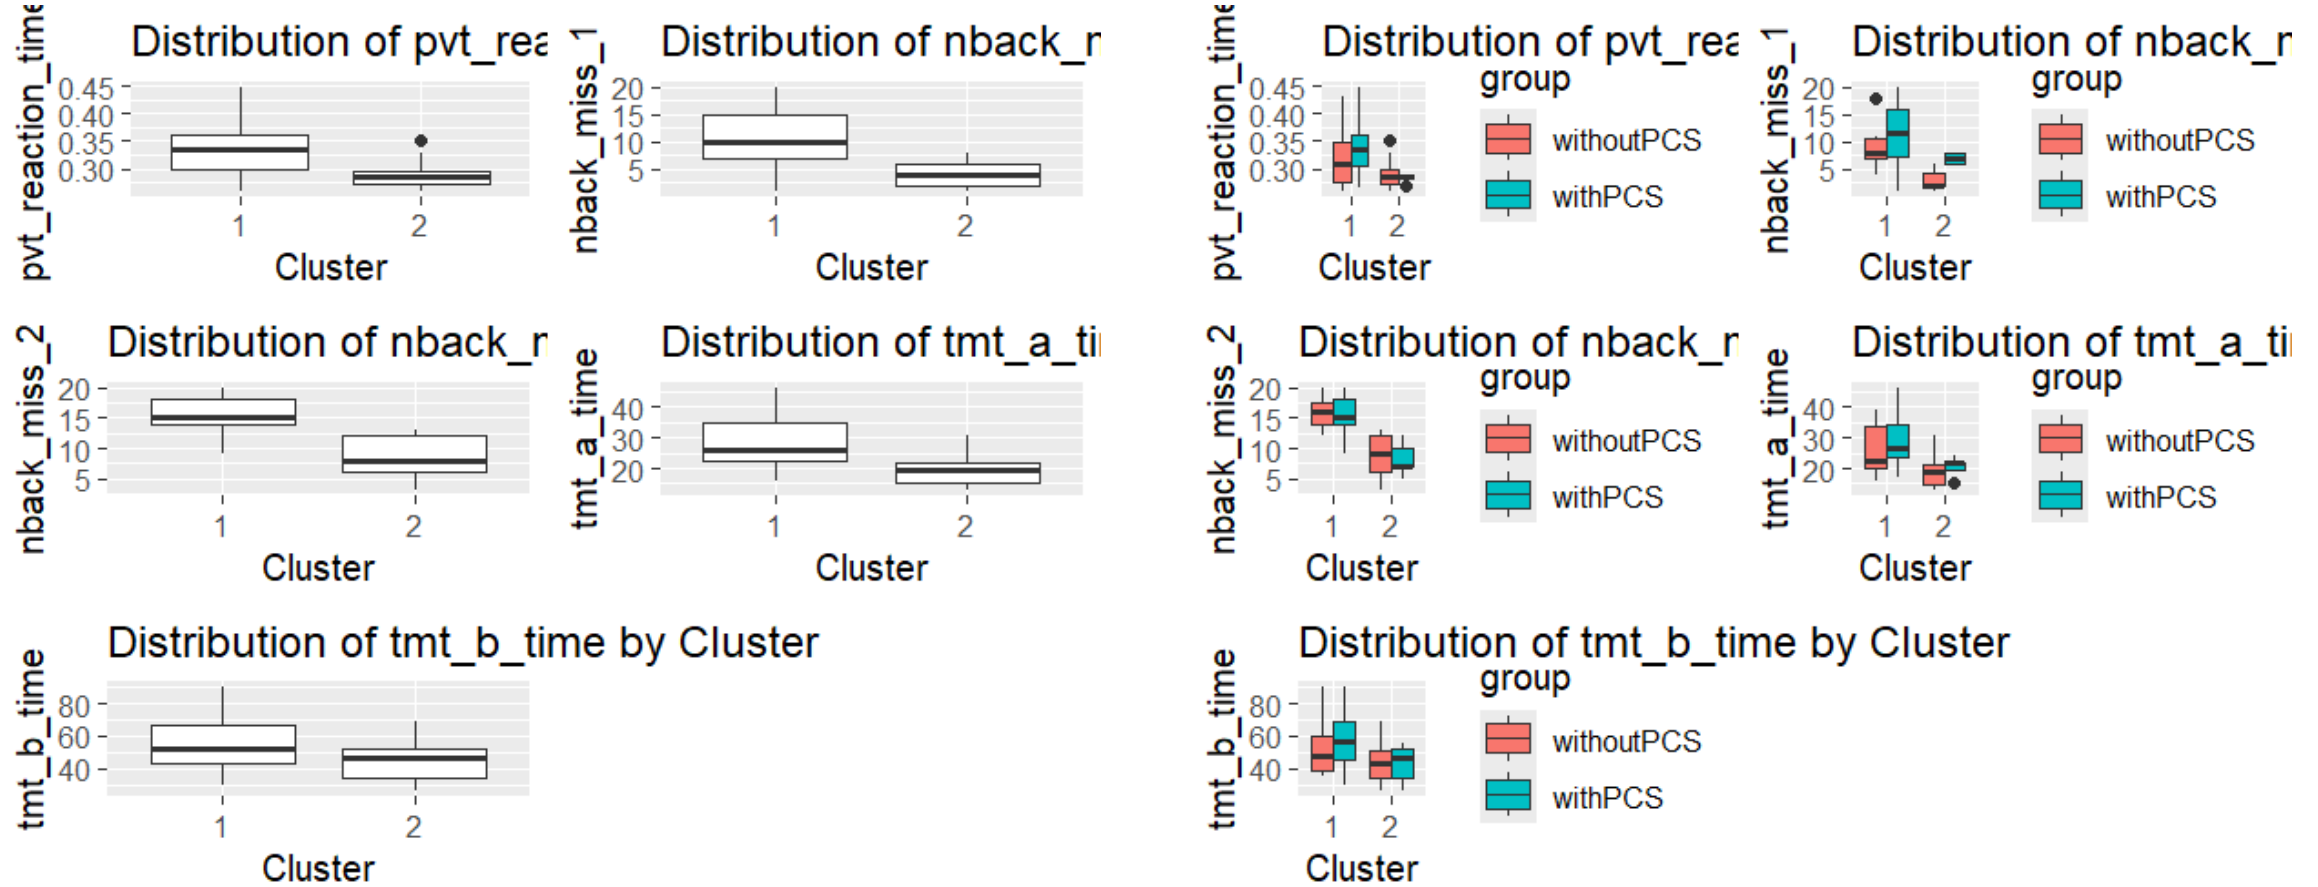 Distribution of pvt_rea
pvt_reaction_time
0.45
0.40
0.35
0.30
1 2
Cluster
Distribution of nback_n
nback_miss_1
20
15
10
5
1 2
Cluster
Distribution of pvt_rea
pvt_reaction_time
0.45
0.40
0.35
0.30
1 2
Cluster
group
withoutPCS
withPCS
Distribution of nback_n
nback_miss_1
20
15
10
5
1 2
Cluster
group
withoutPCS
withPCS
Distribution of nback_n
nback_miss_2
20
15
10
5
1 2
Cluster
Distribution of tmt_a_ti
tmt_a_time
40
30
20
1 2
Cluster
Distribution of nback_n
nback_miss_2
20
15
10
5
1 2
Cluster
group
withoutPCS
withPCS
Distribution of tmt_a_ti
tmt_a_time
40
30
20
1 2
Cluster
group
withoutPCS
withPCS
Distribution of tmt_b_time by Cluster
tmt_b_time
80
60
40
1 2
Cluster
Distribution of tmt_b_time by Cluster
tmt_b_time
80
60
40
1 2
Cluster
group
withoutPCS
withPCS